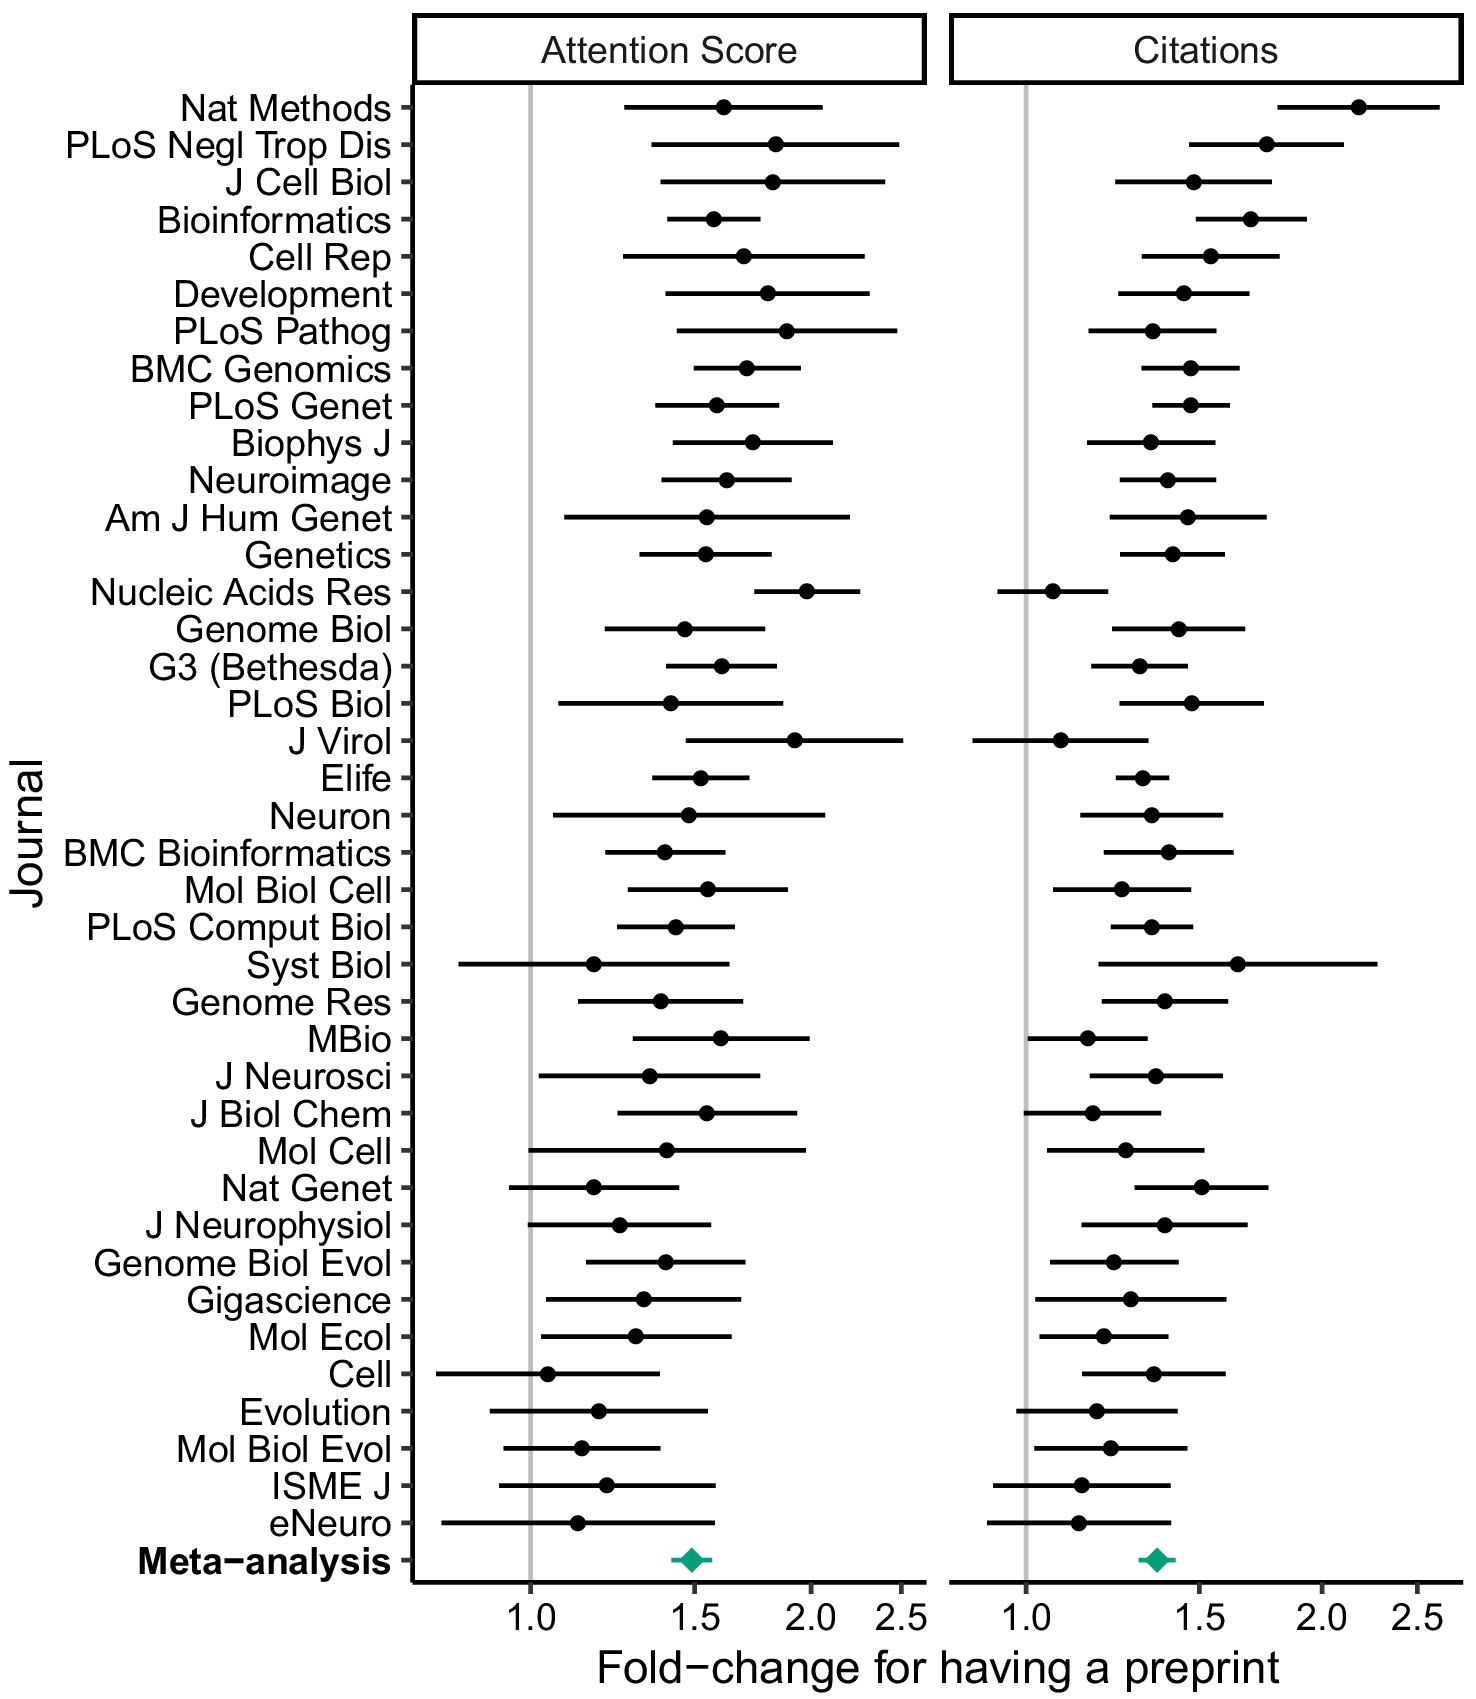 Attention Score
Citations
Nat Methods
PLoS Negl Trop Dis
J Cell Biol
Bioinformatics
Cell Rep
Development
PLoS Pathog
BMC Genomics
PLoS Genet
Biophys J
Neuroimage
Am J Hum Genet
Genetics
Nucleic Acids Res
Genome Biol
G3 (Bethesda)
PLoS Biol
J Virol
Elife
Neuron
BMC Bioinformatics
Mol Biol Cell
PLoS Comput Biol
Syst Biol
Genome Res
MBio
J Neurosci
J Biol Chem
Mol Cell
Nat Genet
J Neurophysiol
Genome Biol Evol
Gigascience
Mol Ecol
Cell
Evolution
Mol Biol Evol
ISME J
eNeuro
Meta−analysis
Journal
1.0 1.5 2.0 2.5
1.0 1.5 2.0 2.5
Fold−change for having a preprint